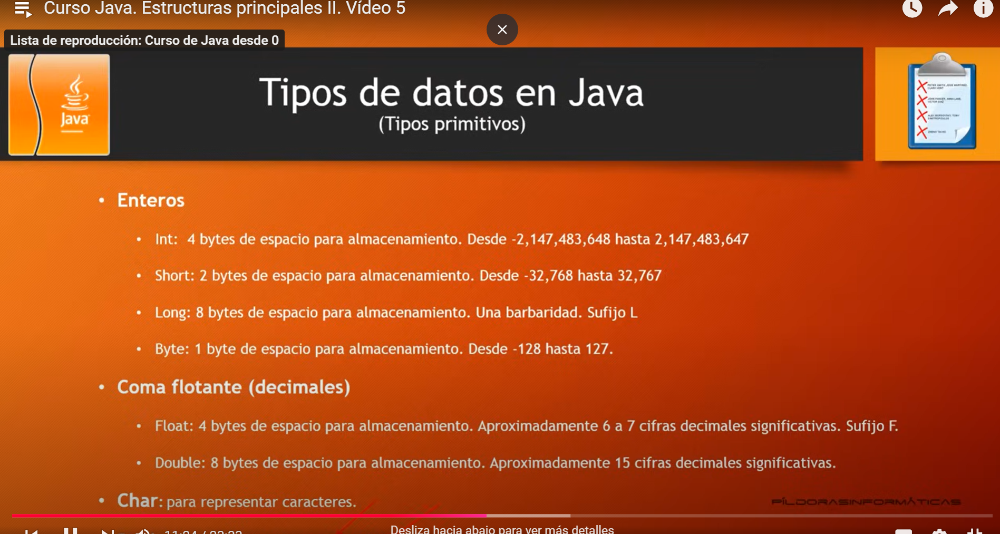 Curso Java. Estructuras principales II. Vídeo 5
Lista de reproducción: Curso de Java desde 0
Java
Tipos de datos en Java
(Tipos primitivos)
• Enteros
• Int: 4 bytes de espacio para almacenamiento. Desde -2,147,483,648 hasta 2,147,483,647
• Short: 2 bytes de espacio para almacenamiento. Desde -32,768 hasta 32,767
• Long: 8 bytes de espacio para almacenamiento. Una barbaridad. Sufijo L
• Byte: 1 byte de espacio para almacenamiento. Desde -128 hasta 127.
• Coma flotante (decimales)
• Float: 4 bytes de espacio para almacenamiento. Aproximadamente 6 a 7 cifras decimales significativas. Sufijo F.
• Double: 8 bytes de espacio para almacenamiento. Aproximadamente 15 cifras decimales significativas.
• Char: para representar caracteres.
PÍLDORASINFORMÁTICAS
Desliza hacia abajo para ver más detalles